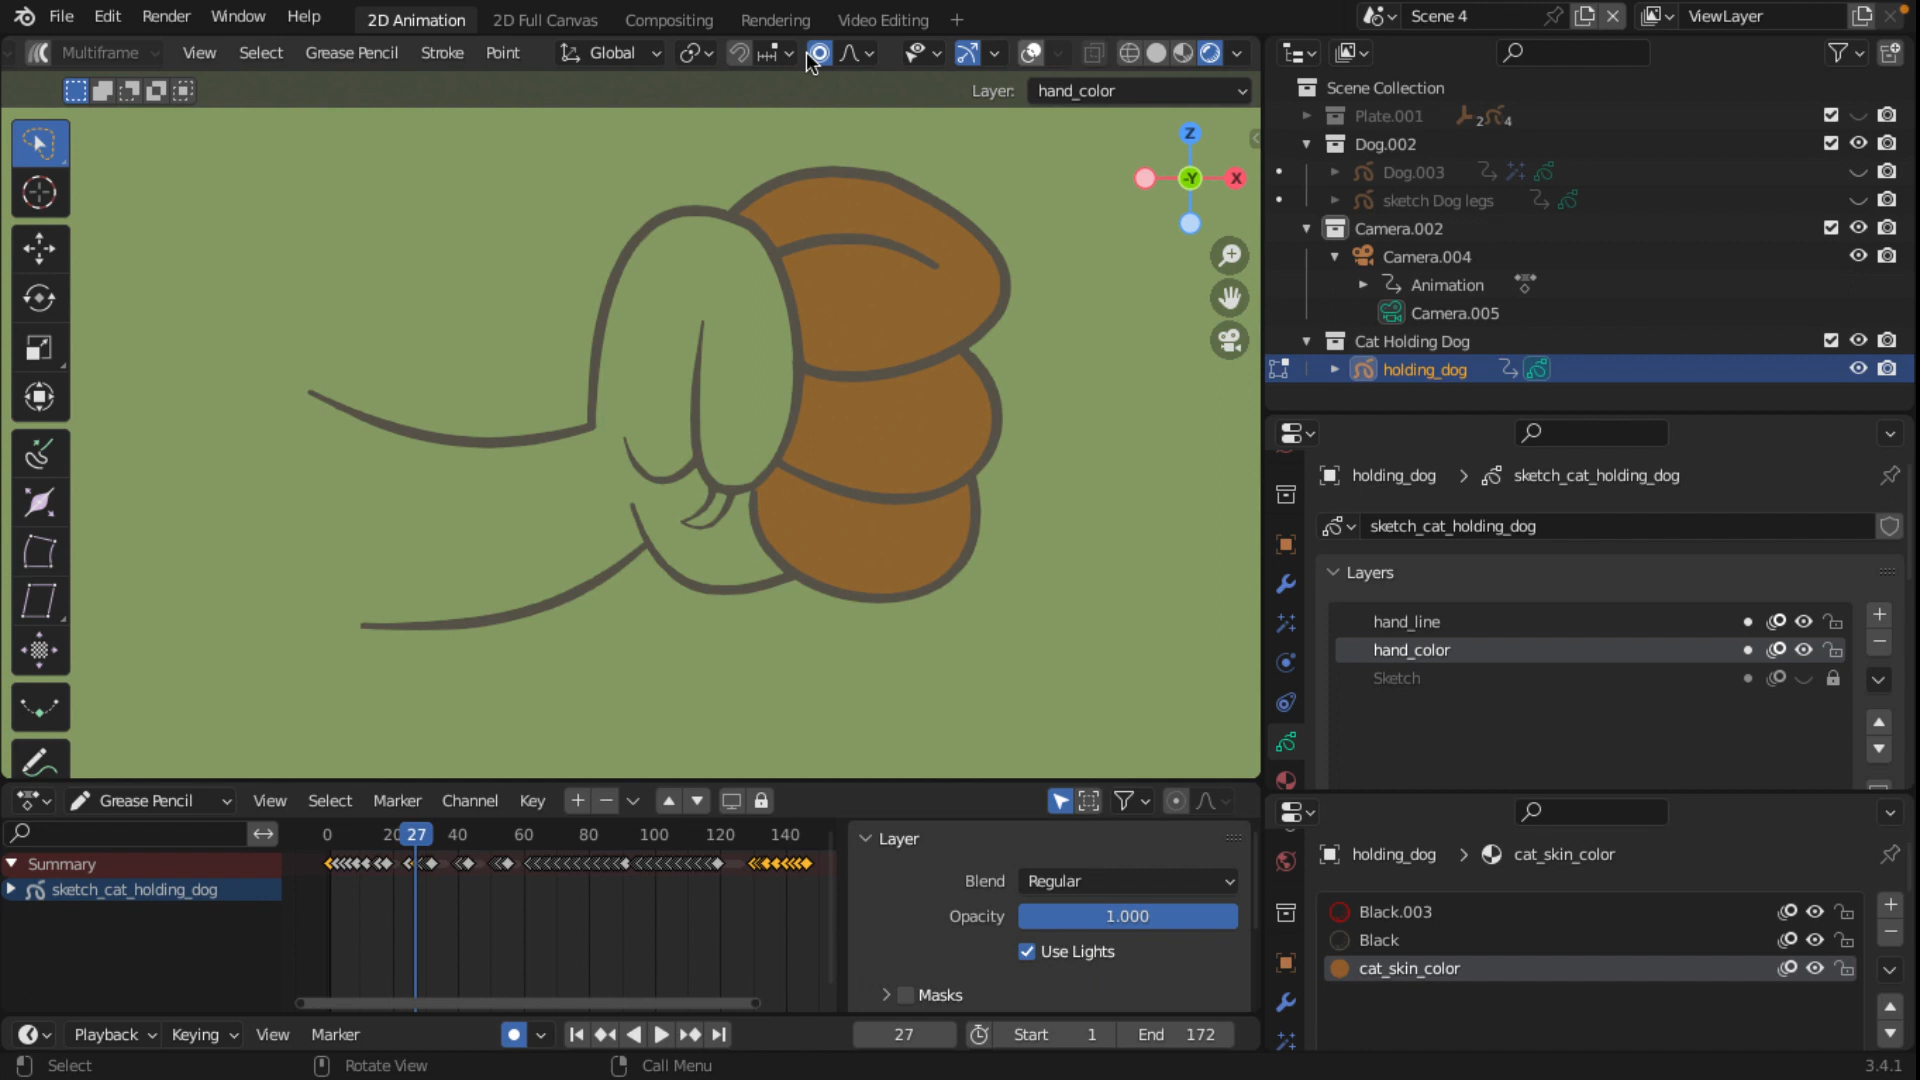 File Edit Render Window Help 2D Animation 2D Full Canvas Compositing Rendering Video Editing + Scene 4 ViewLayer
Multiframe View Select Grease Pencil Stroke Point Global
Layer: hand_color
Z
-Y X
Scene Collection
Plate.001 2 4
Dog.002
Dog.003
sketch Dog legs
Camera.002
Camera.004
Animation
Camera.005
Cat Holding Dog
holding_dog
holding_dog > sketch_cat_holding_dog
sketch_cat_holding_dog
Layers
hand_line
hand_color
Sketch
Grease Pencil View Select Marker Channel Key
0 20 27 40 60 80 100 120 140
Summary
sketch_cat_holding_dog
Layer
Blend Regular
Opacity 1.000
Use Lights
Masks
holding_dog > cat_skin_color
Black.003
Black
cat_skin_color
Playback Keying View Marker 27 Start 1 End 172
Select Rotate View Call Menu 3.4.1